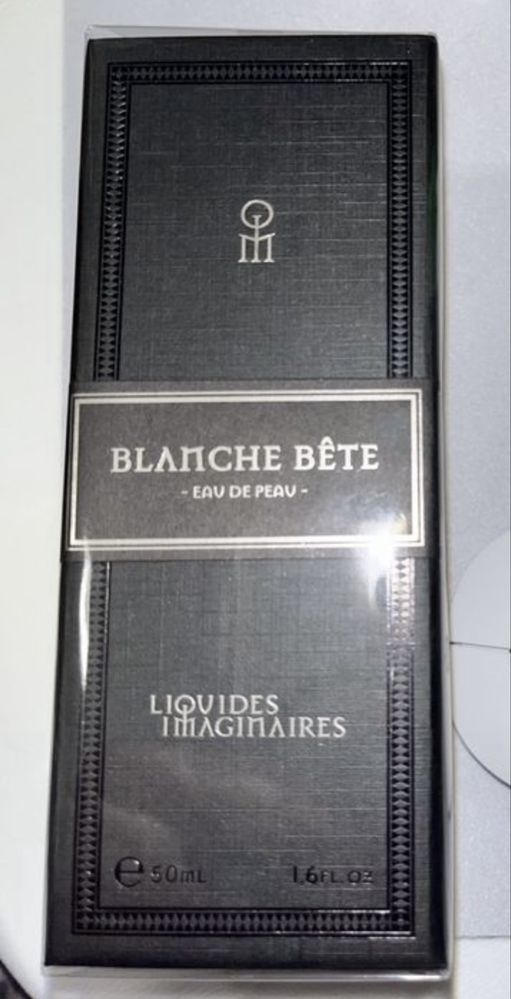 BLANCHE BÊTE
- EAU DE PEAU -
LIQUIDES
IMAGINAIRES
e 50mL 1.6FL.OZ